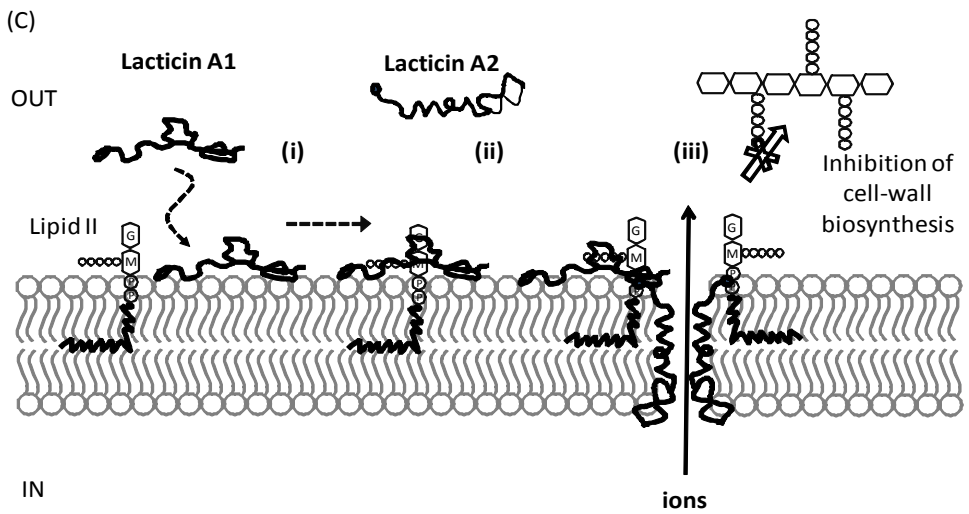 (C)
Lacticin A1
Lacticin A2
OUT
(i)
(ii)
(iii)
Inhibition of
cell-wall
biosynthesis
Lipid II
G
M
P
P
G
M
P
P
G
M
P
G
M
P
IN
ions